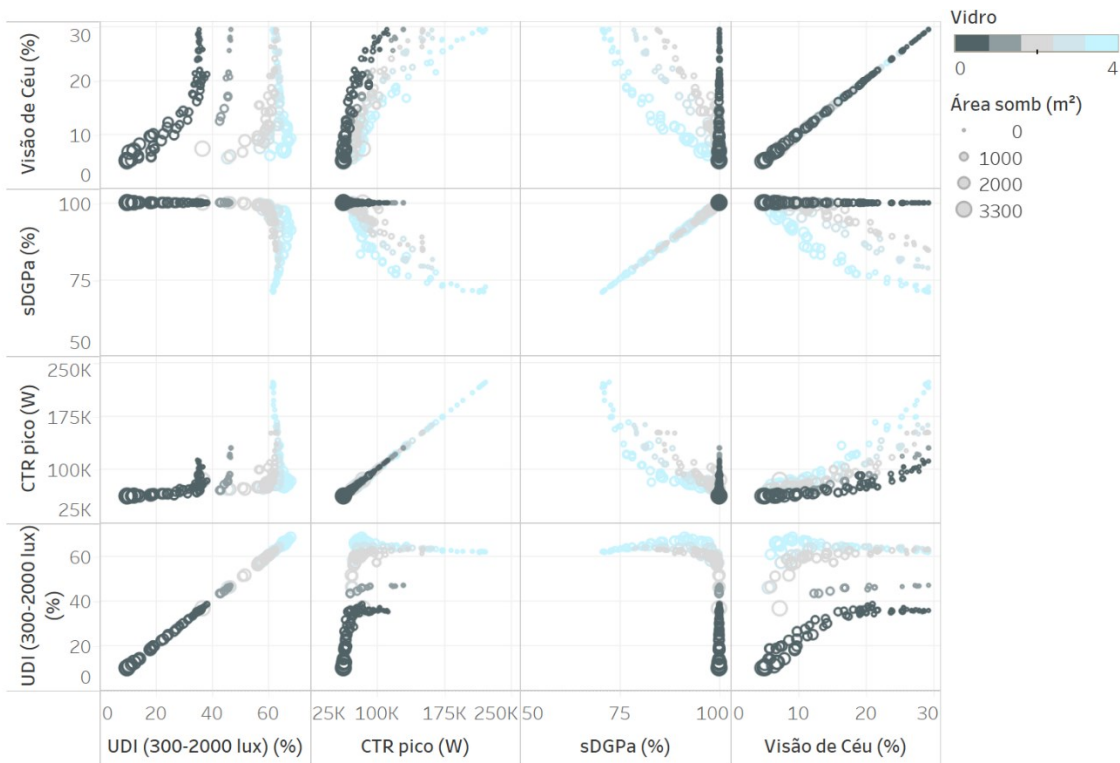 Vidro
0 4
Área somb (m²)
0
1000
2000
3300
Visão de Céu (%)
30
20
10
0
sDGPa (%)
100
75
50
CTR pico (W)
250K
175K
100K
25K
UDI (300-2000 lux)
(%)
60
40
20
0
0 20 40 60 25K 100K 175K 250K 50 75 100 0 10 20 30
UDI (300-2000 lux) (%) CTR pico (W) sDGPa (%) Visão de Céu (%)